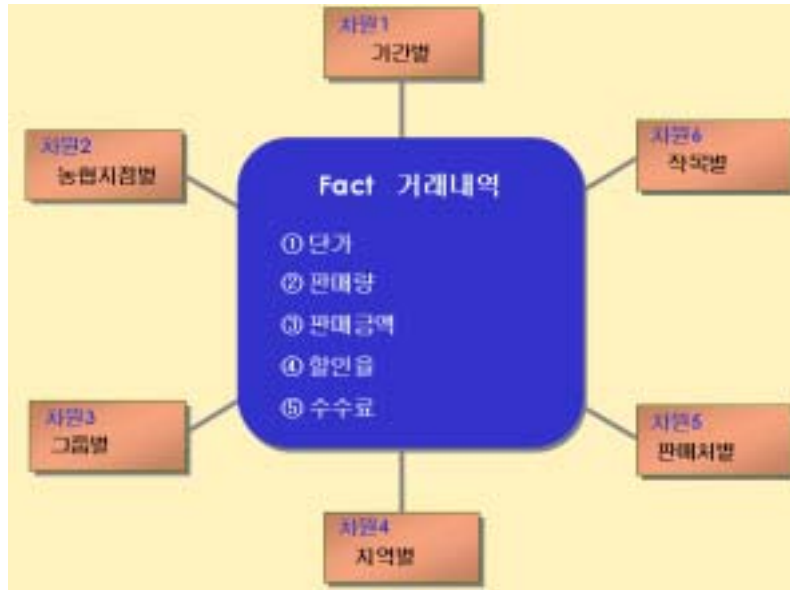 차원1
기간별
차원2
농협지점별
차원6
작목별
Fact 거래내역
① 단가
② 판매량
③ 판매금액
④ 할인율
⑤ 수수료
차원3
그룹별
차원5
판매처별
차원4
지역별